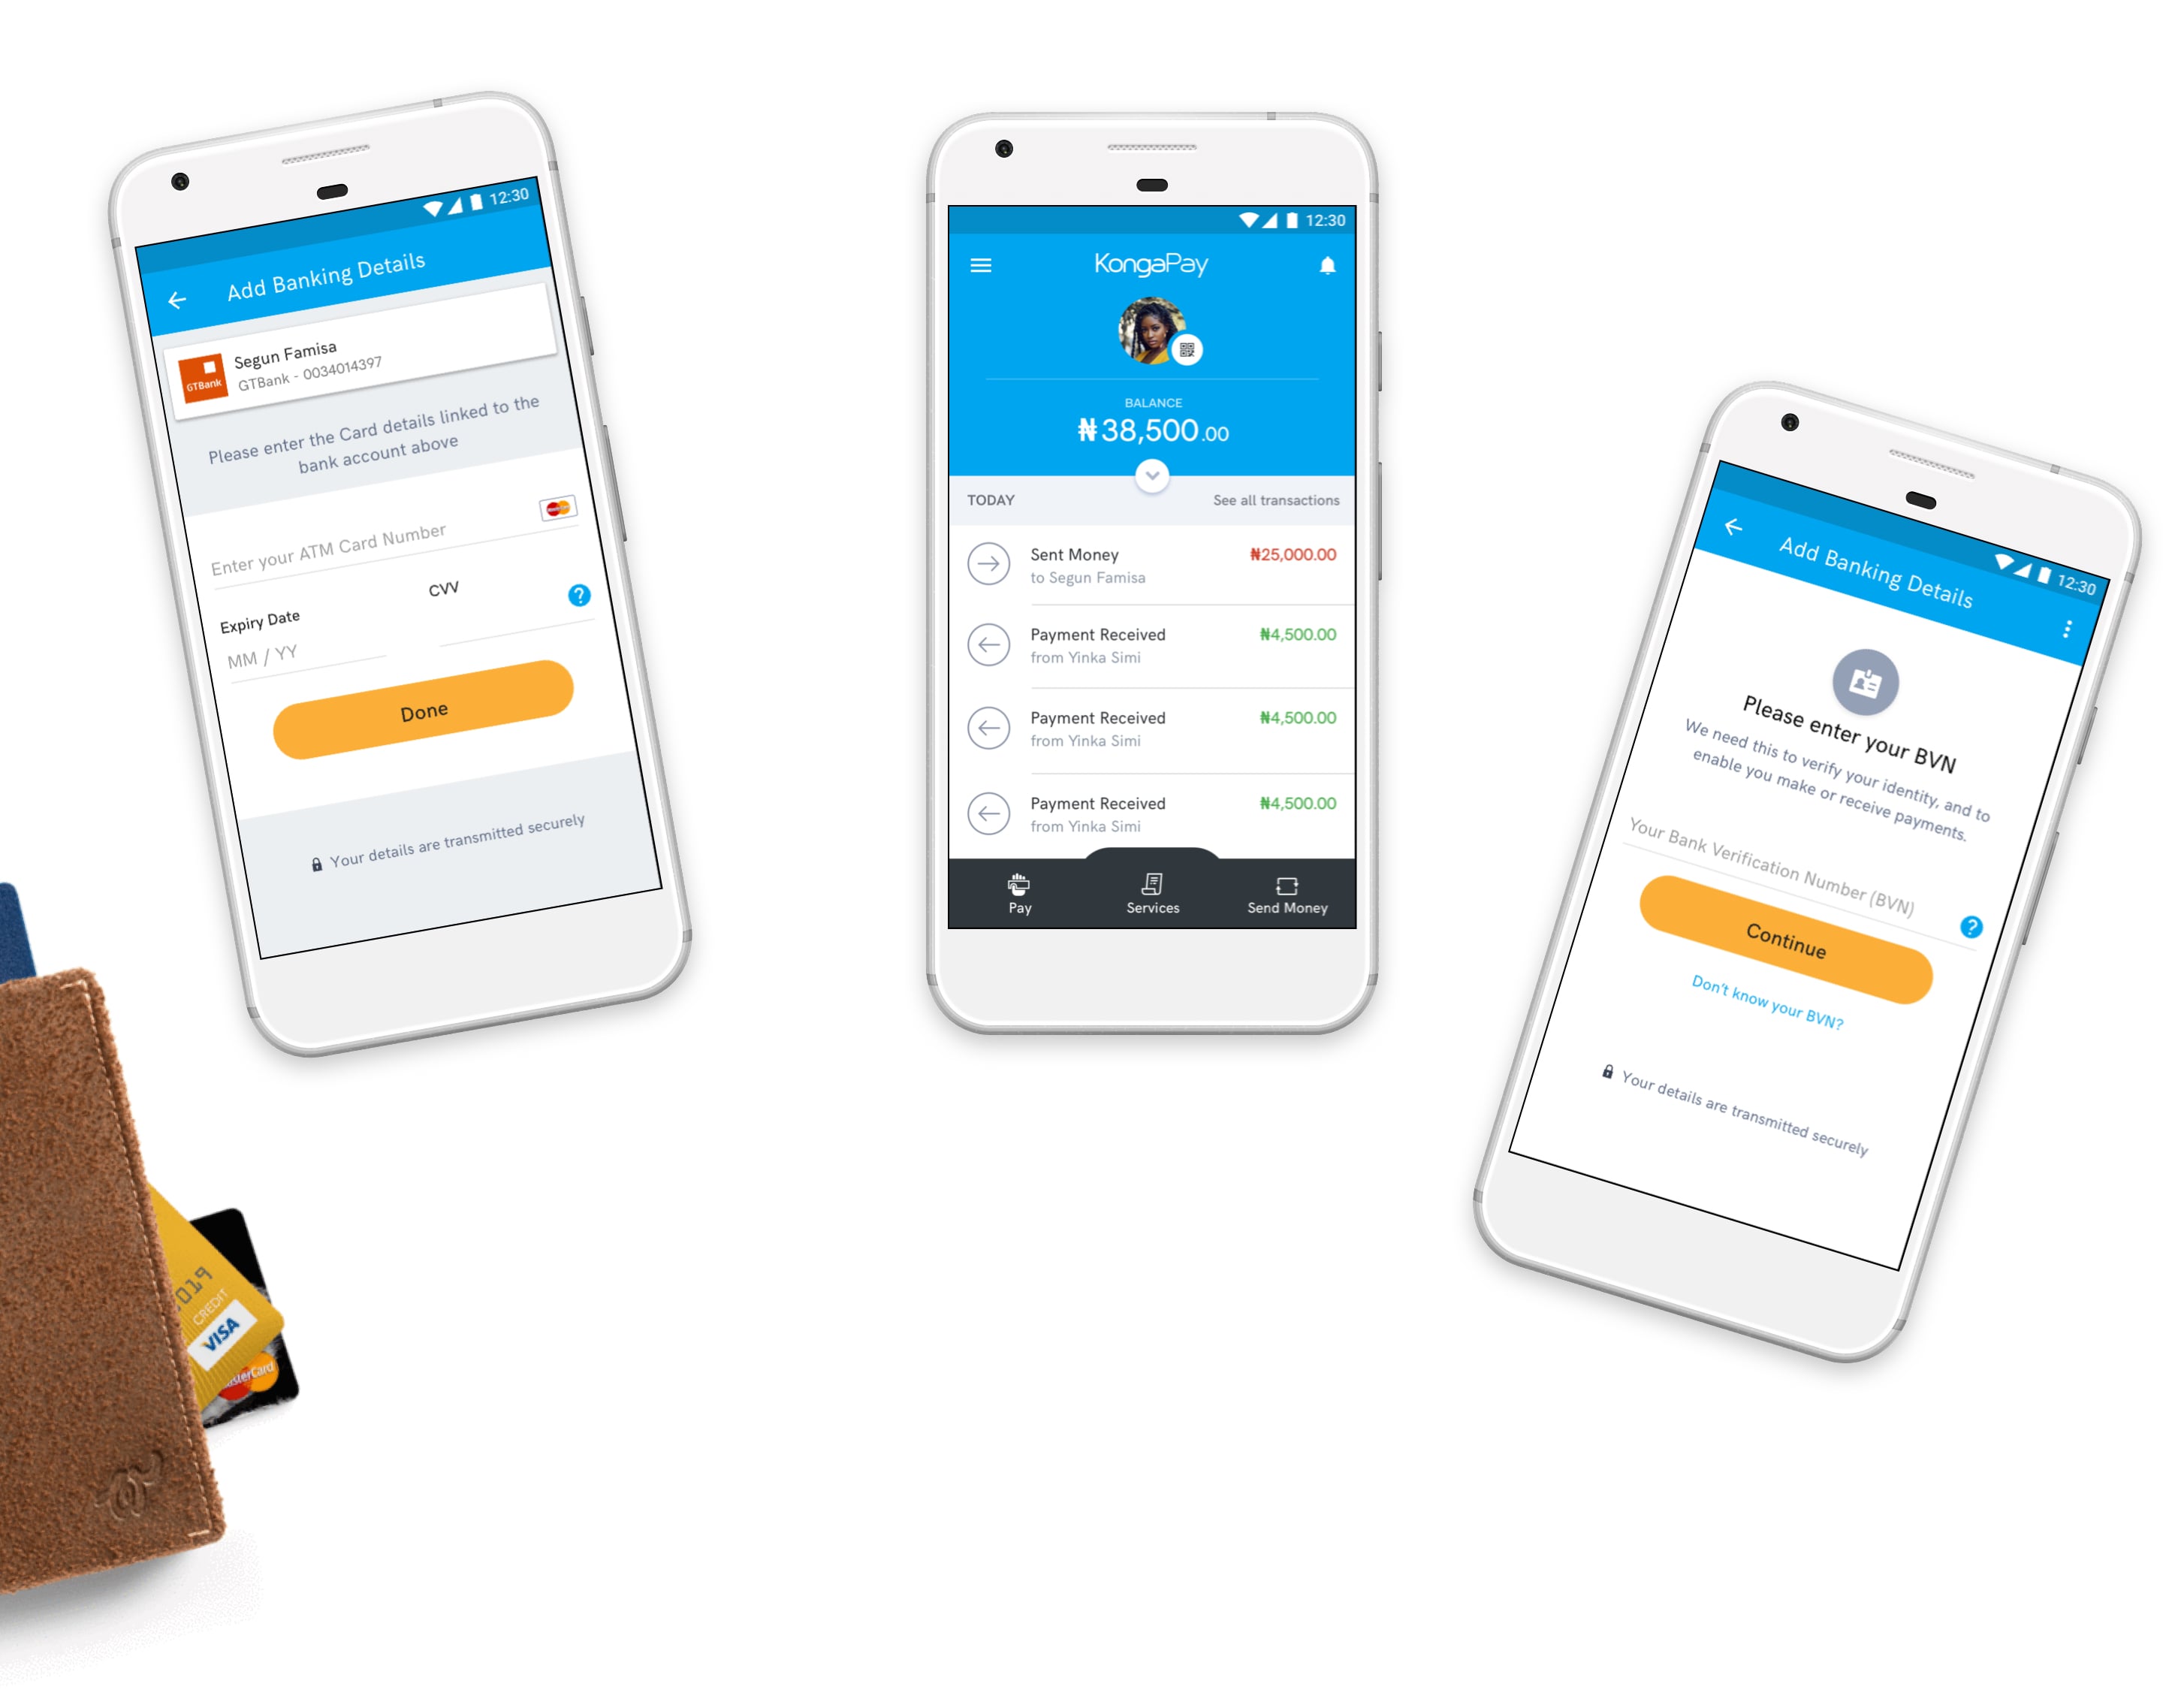 12:30
Add Banking Details
GTBank
Segun Famisa
GTBank - 0034014397
Please enter the Card details linked to the
bank account above
Enter your ATM Card Number
Expiry Date
CVV
?
MM / YY
Done
Your details are transmitted securely
12:30
KongaPay
BALANCE
₦38,500.00
TODAY
See all transactions
Sent Money
₦25,000.00
to Segun Famisa
Payment Received
₦4,500.00
from Yinka Simi
Payment Received
₦4,500.00
from Yinka Simi
Payment Received
₦4,500.00
from Yinka Simi
Pay
Services
Send Money
12:30
Add Banking Details
Please enter your BVN
We need this to verify your identity, and to
enable you make or receive payments.
Your Bank Verification Number (BVN)
?
Continue
Don't know your BVN?
Your details are transmitted securely
CREDIT
VISA